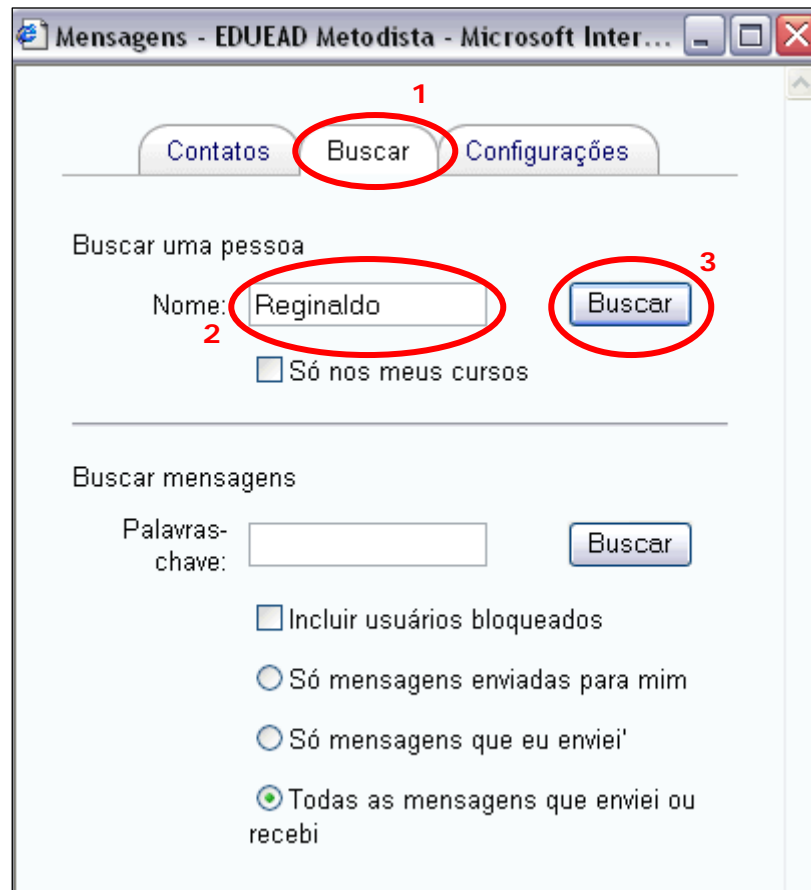 Mensagens - EDUEAD Metodista - Microsoft Inter...
1
Contatos Buscar Configurações
Buscar uma pessoa
3
Nome: Reginaldo Buscar
2
Só nos meus cursos
Buscar mensagens
Palavras-
chave:
Buscar
Incluir usuários bloqueados
Só mensagens enviadas para mim
Só mensagens que eu enviei'
Todas as mensagens que enviei ou
recebi